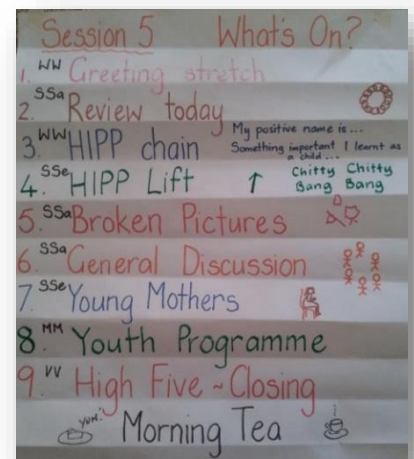 Session 5 What's On?
1. WW Greeting stretch
2. SSa Review today
3. WW HIPP chain My positive name is...
Something important I learnt as
a child...
4. SSe HIPP Lift ↑ Chitty Chitty
Bang Bang
5. SSa Broken Pictures
6. SSa General Discussion
7. SSe Young Mothers
8. MM Youth Programme
9. VV High Five ~ Closing
YUM! Morning Tea